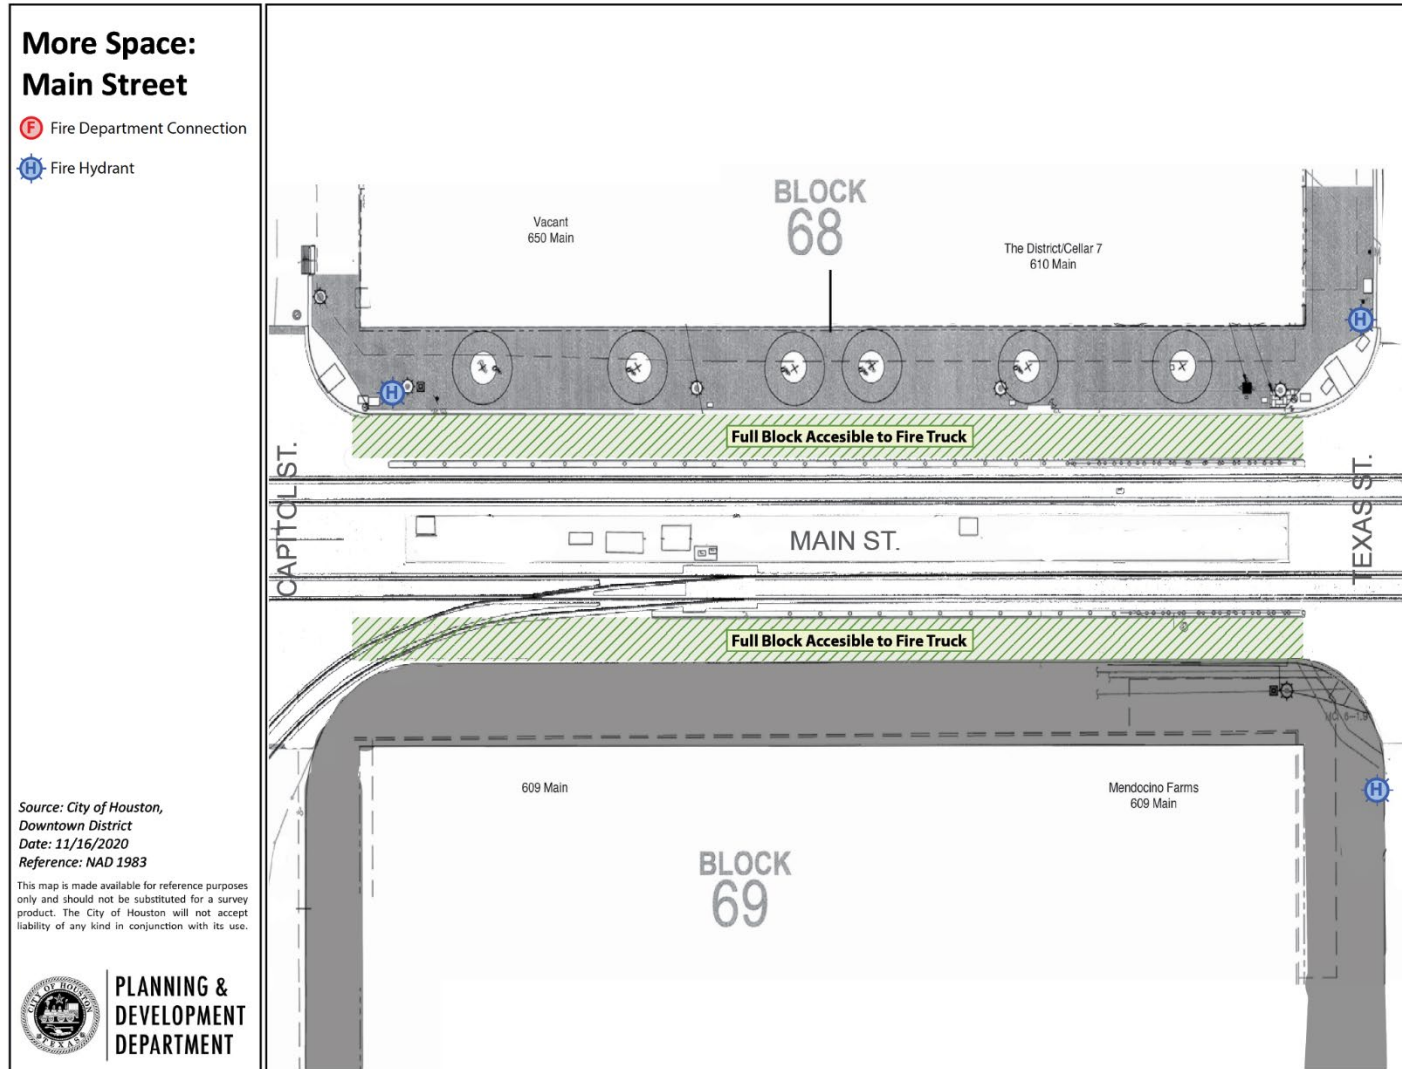 More Space:
Main Street
F Fire Department Connection
H Fire Hydrant
BLOCK
68
Vacant
650 Main
The District/Cellar 7
610 Main
H
H
Full Block Accesible to Fire Truck
CAPITOL ST.
MAIN ST.
TEXAS ST.
Full Block Accesible to Fire Truck
609 Main
Mendocino Farms
609 Main
H
BLOCK
69
Source: City of Houston,
Downtown District
Date: 11/16/2020
Reference: NAD 1983
This map is made available for reference purposes
only and should not be substituted for a survey
product. The City of Houston will not accept
liability of any kind in conjunction with its use.
CITY OF HOUSTON
TEXAS
PLANNING &
DEVELOPMENT
DEPARTMENT